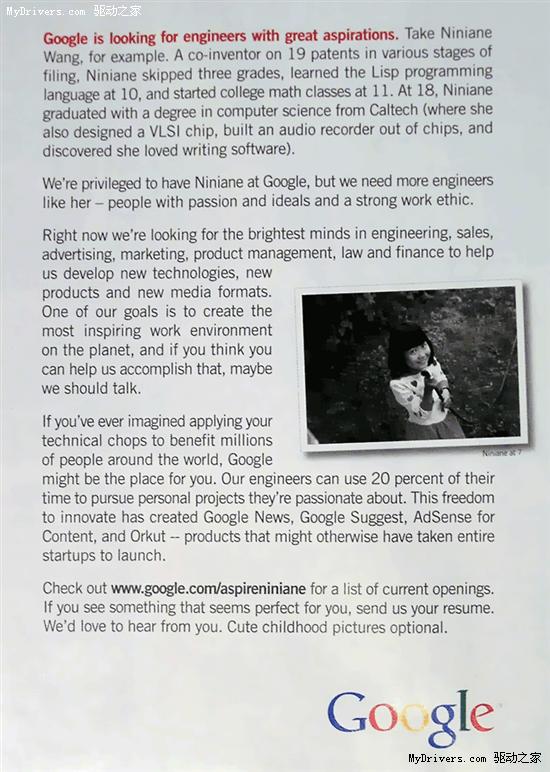 MyDrivers.com 驱动之家
Google is looking for engineers with great aspirations. Take Niniane
Wang, for example. A co-inventor on 19 patents in various stages of
filing, Niniane skipped three grades, learned the Lisp programming
language at 10, and started college math classes at 11. At 18, Niniane
graduated with a degree in computer science from Caltech (where she
also designed a VLSI chip, built an audio recorder out of chips, and
discovered she loved writing software).
We're privileged to have Niniane at Google, but we need more engineers
like her – people with passion and ideals and a strong work ethic.
Right now we're looking for the brightest minds in engineering, sales,
advertising, marketing, product management, law and finance to help
us develop new technologies, new
products and new media formats.
One of our goals is to create the
most inspiring work environment
on the planet, and if you think you
can help us accomplish that, maybe
we should talk.
Niniane at 7
If you've ever imagined applying your
technical chops to benefit millions
of people around the world, Google
might be the place for you. Our engineers can use 20 percent of their
time to pursue personal projects they're passionate about. This freedom
to innovate has created Google News, Google Suggest, AdSense for
Content, and Orkut -- products that might otherwise have taken entire
startups to launch.
Check out www.google.com/aspireniniane for a list of current openings.
If you see something that seems perfect for you, send us your resume.
We'd love to hear from you. Cute childhood pictures optional.
Google
MyDrivers.com 驱动之家